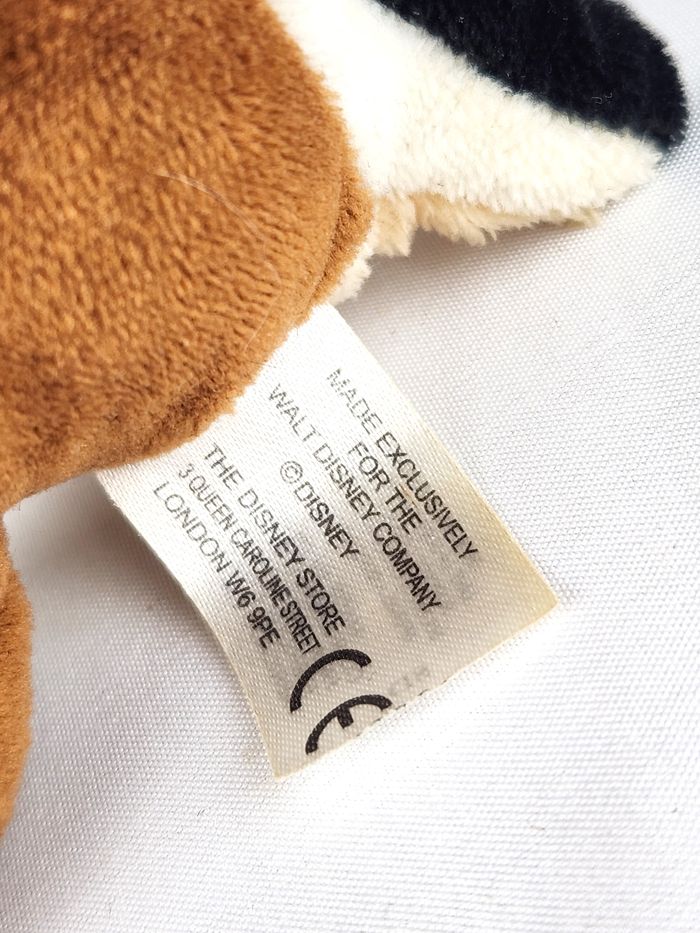 MADE EXCLUSIVELY
FOR THE
WALT DISNEY COMPANY
©DISNEY
THE DISNEY STORE
3 QUEEN CAROLINE STREET
LONDON W6 9PE
CE